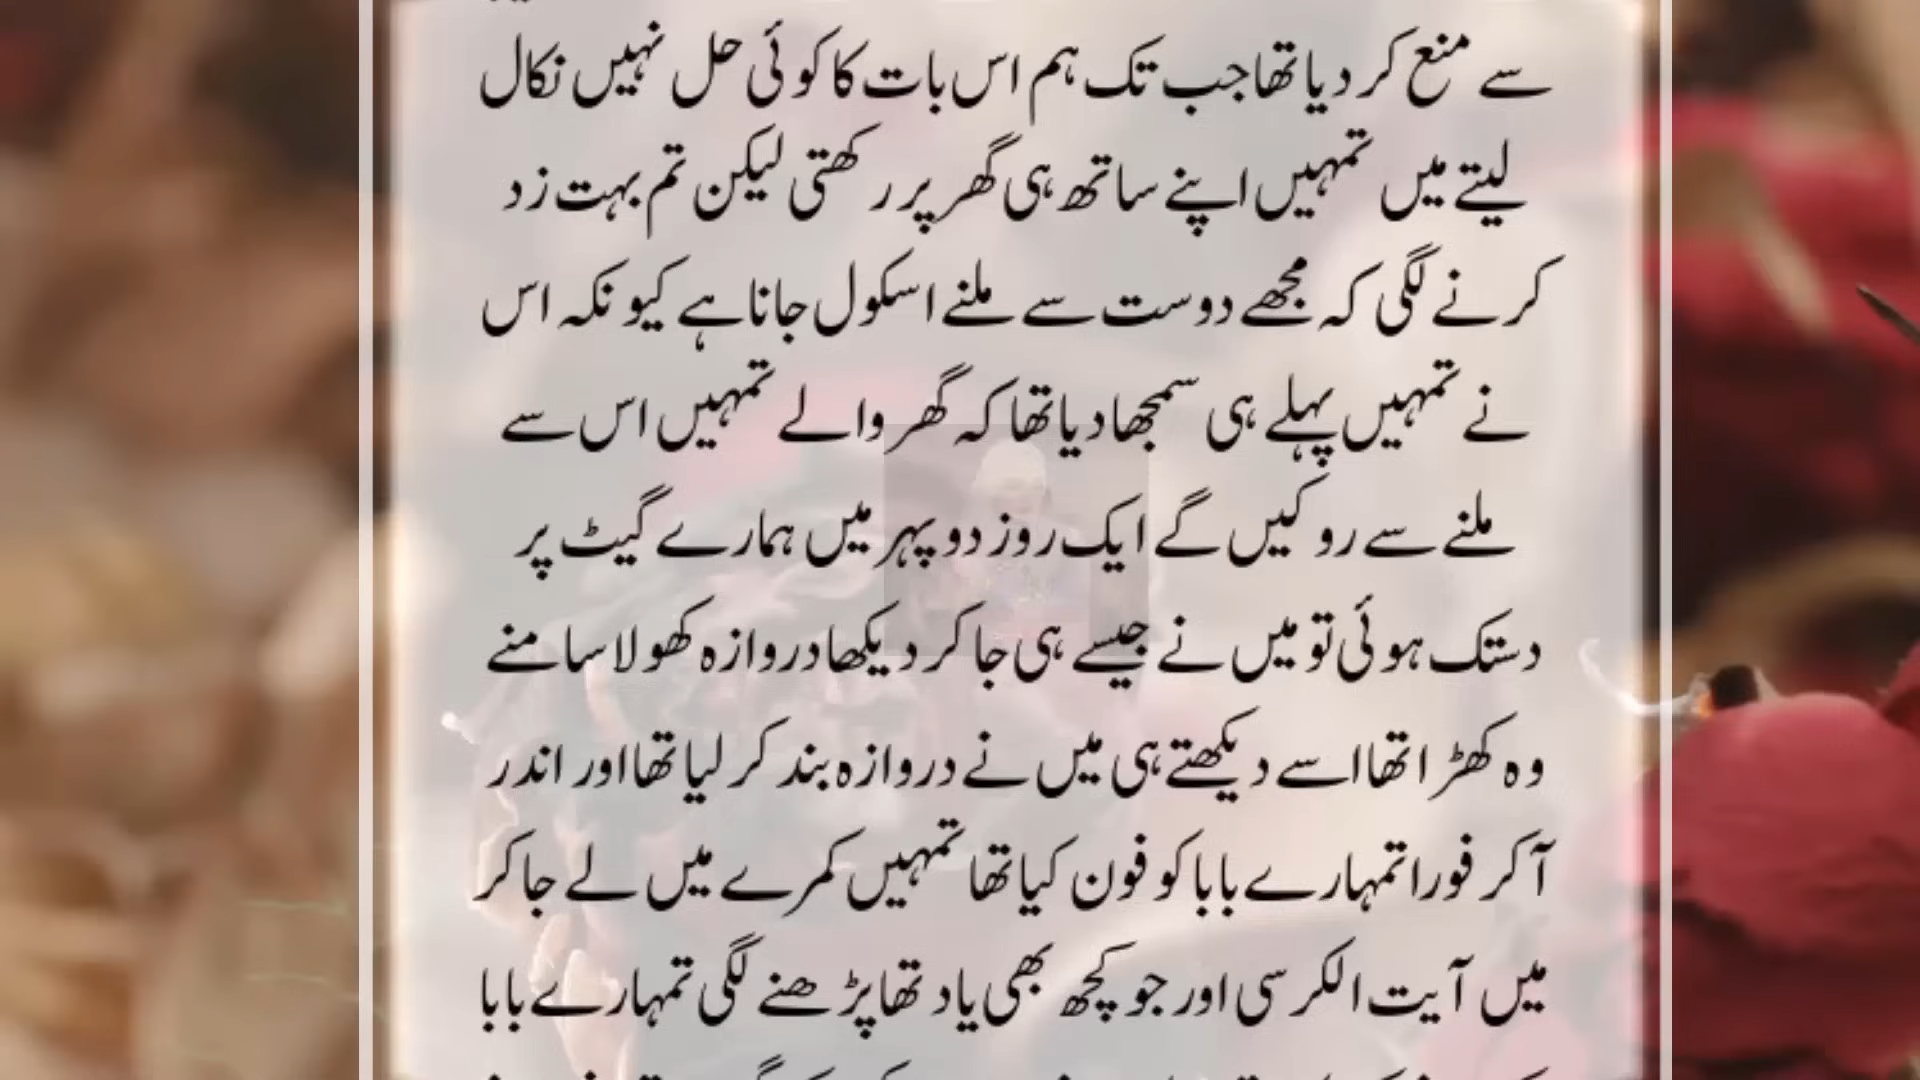 سے منع کر دیا تھا جب تک ہم اس بات کا کوئی حل نہیں نکال
لیتے میں تمہیں اپنے ساتھ ہی گھر پر رکھتی لیکن تم بہت زد
کرنے لگی کہ مجھے دوست سے ملنے اسکول جانا ہے کیونکہ اس
نے تمہیں پہلے ہی سمجھا دیا تھا کہ گھر والے تمہیں اس سے
ملنے سے روکیں گے ایک روز دوپہر میں ہمارے گیٹ پر
دستک ہوئی تو میں نے جیسے ہی جا کر دیکھا دروازہ کھولا سامنے
وہ کھڑا تھا اسے دیکھتے ہی میں نے دروازہ بند کر لیا تھا اور اندر
آکر فورا تمہارے بابا کو فون کیا تھا تمہیں کمرے میں لے جا کر
میں آیت الکرسی اور جو کچھ بھی یاد تھا پڑھنے لگی تمہارے بابا